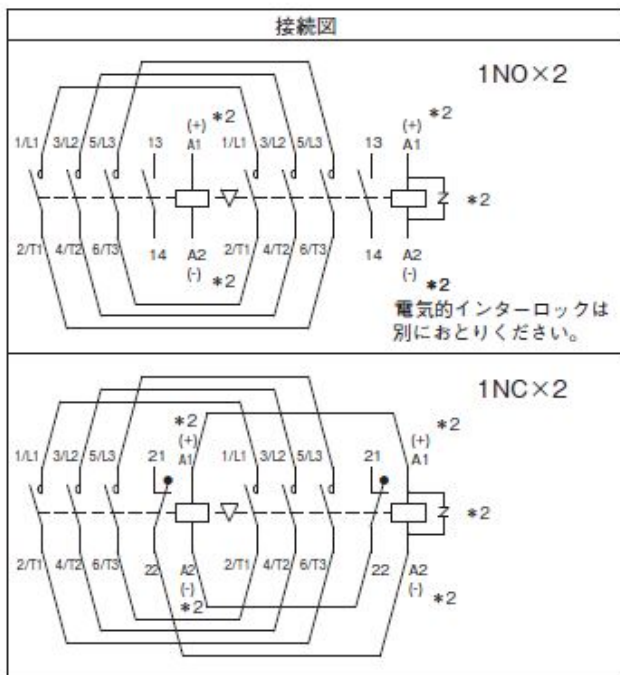 接続図
1NO×2
*2 *2
(+) (+)
1/L1 3/L2 5/L3 13 A1 1/L1 3/L2 5/L3 13 A1
Z *2
2/T1 4/T2 6/T3 14 A2 2/T1 4/T2 6/T3 14 A2
(-) *2 (-) *2
電気的インターロックは
別におとりください。
1NC×2
*2 *2
(+) (+)
1/L1 3/L2 5/L3 21 A1 1/L1 3/L2 5/L3 21 A1
Z *2
2/T1 4/T2 6/T3 22 A2 2/T1 4/T2 6/T3 22 A2
(-) (-)
*2 *2